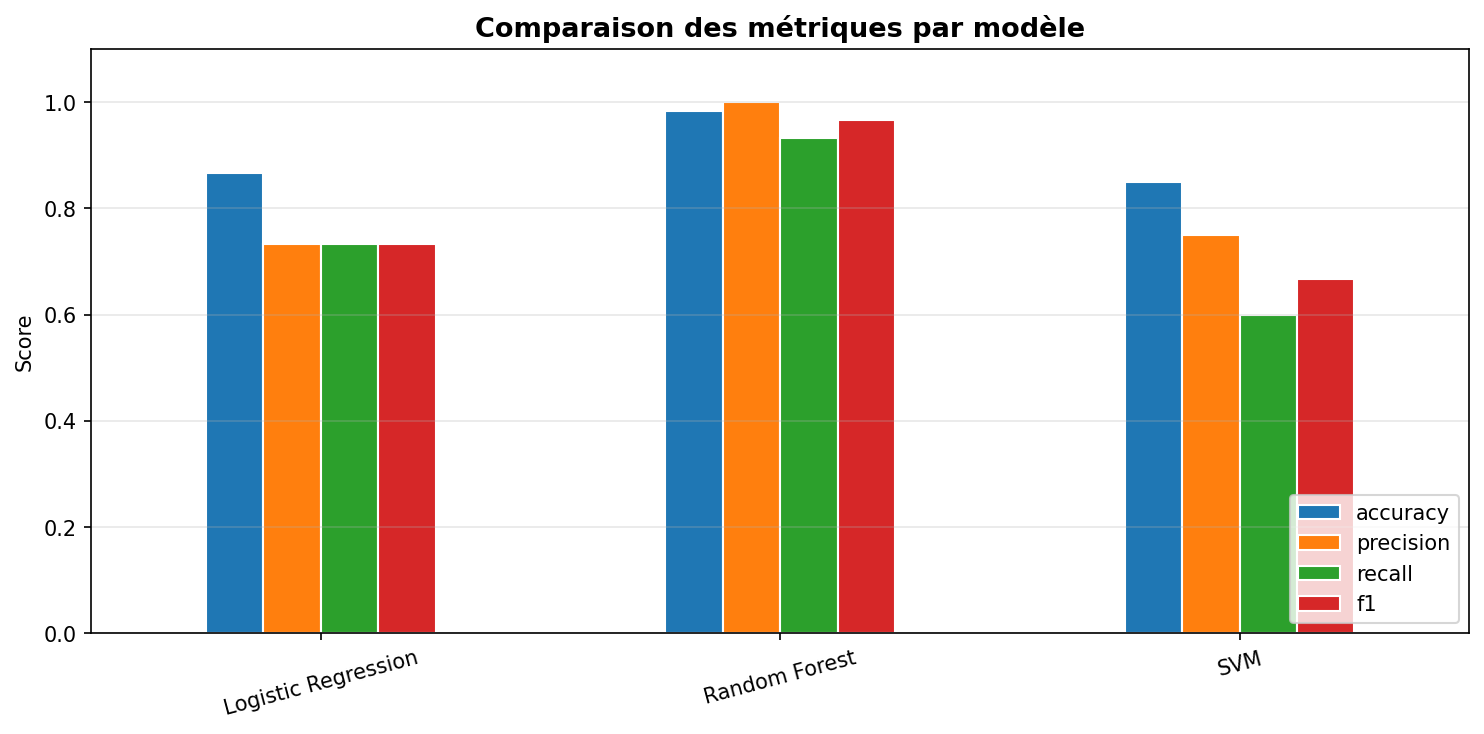 Comparaison des métriques par modèle
Score
1.0
0.8
0.6
0.4
0.2
0.0
Logistic Regression
Random Forest
SVM
accuracy
precision
recall
f1